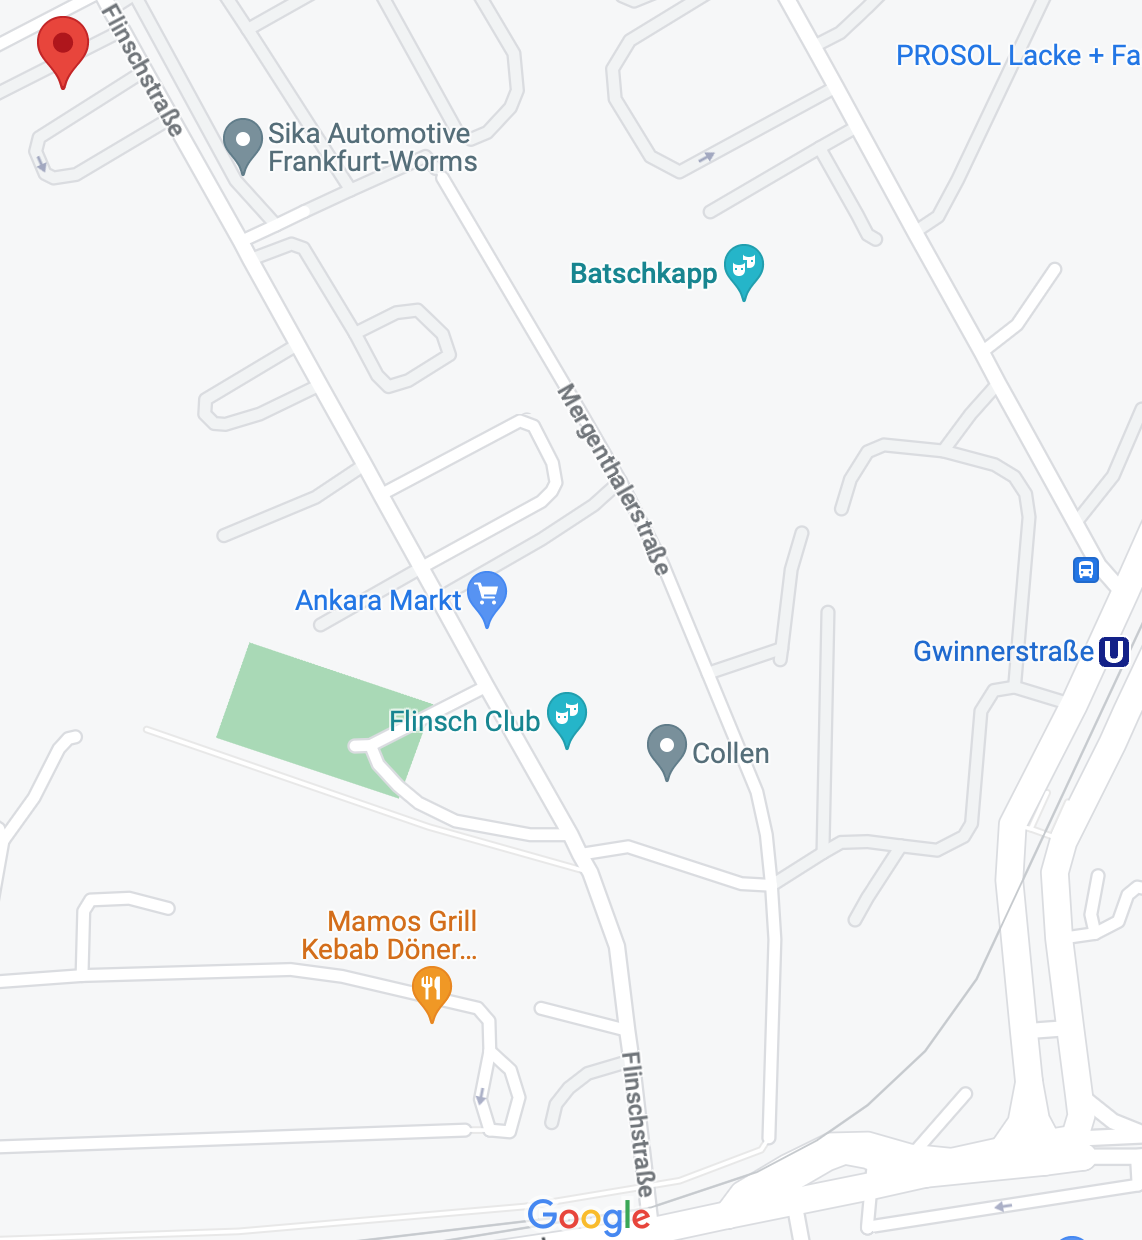 Flinschstraße
PROSOL Lacke + Fa
Sika Automotive
Frankfurt-Worms
Batschkapp
Mergenthalerstraße
Ankara Markt
Gwinnerstraße U
Flinsch Club
Collen
Mamos Grill
Kebab Döner...
Flinschstraße
Google